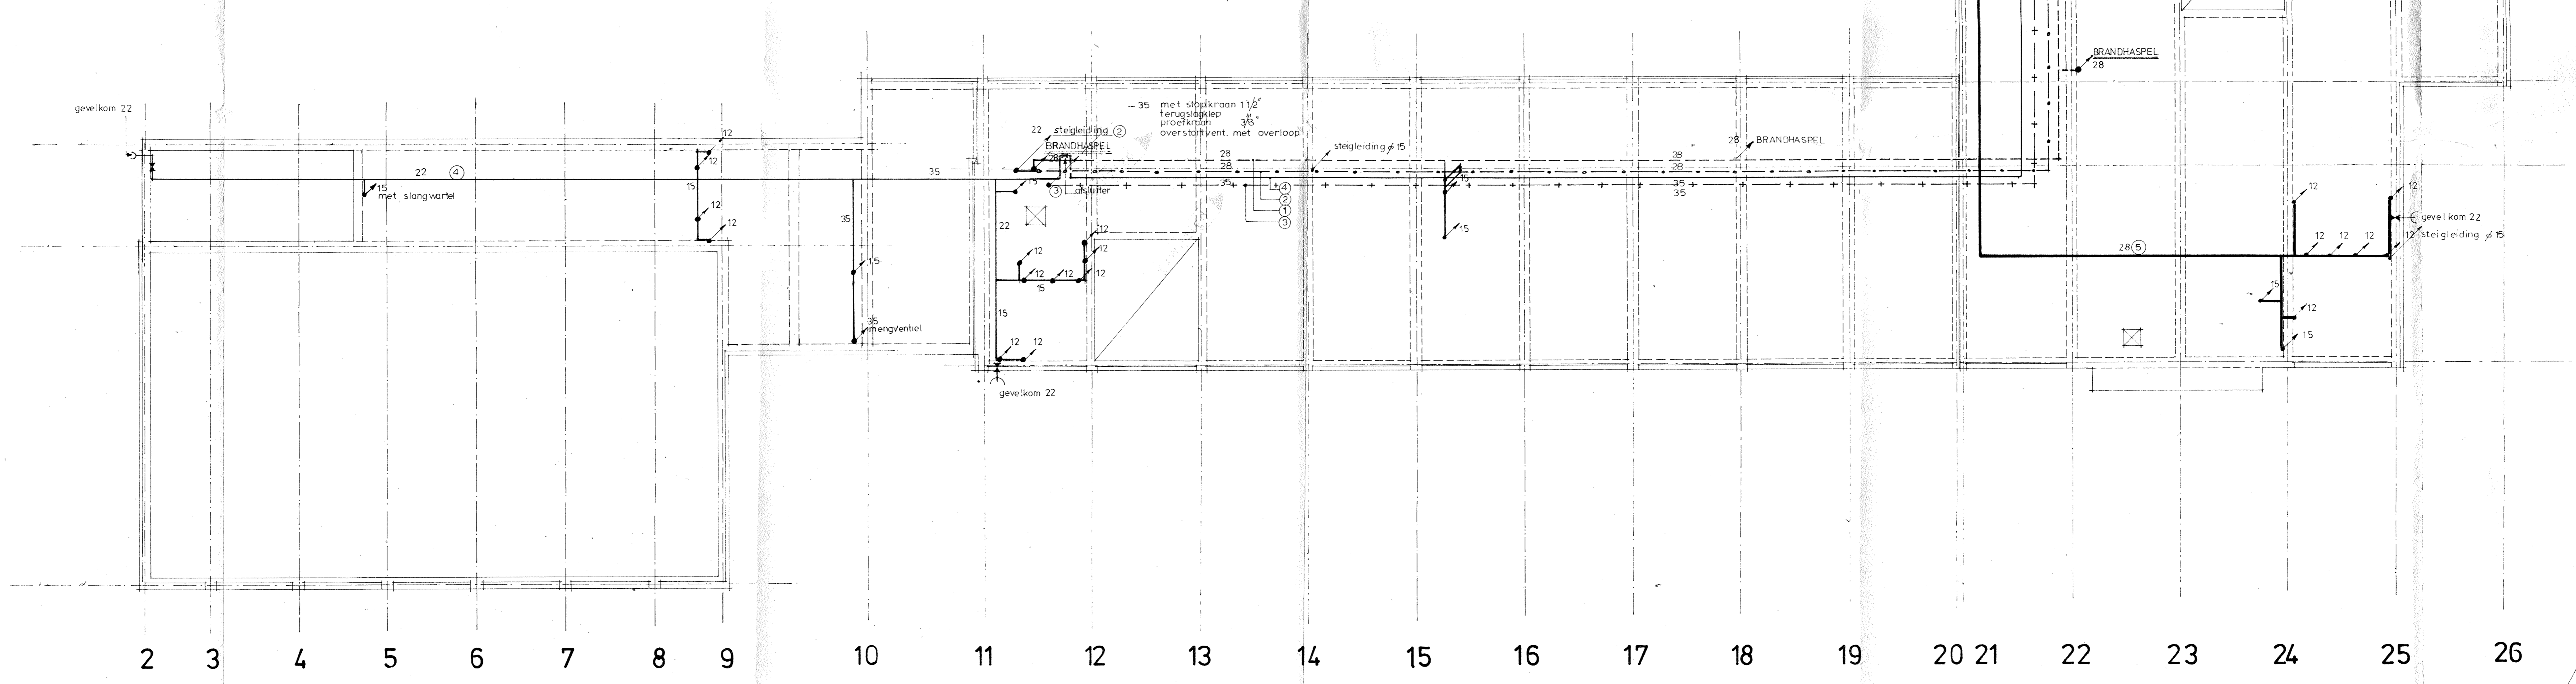 BRANDHASPEL
28
gevelkom 22
— 35 met stopkraan 1 1/2"
terugslagklep
proefkraan 3/8"
overstortvent. met overloop
22 steigleiding ②
BRANDHASPEL
28
12
12
15
12
12
22 ④
15
met slangwartel
35
35
15
35
mengventiel
15
③ afsluiter
22
12
12
12
12
12
15
15
12 12
gevelkom 22
28
28
35
④
②
①
③
steigleiding ø 15
15
15
28 BRANDHASPEL
28
28
35
35
12
12
gevelkom 22
12 12 12 12 steigleiding ø 15
28 ⑤
15
12
15
2 3 4 5 6 7 8 9 10 11 12 13 14 15 16 17 18 19 20 21 22 23 24 25 26